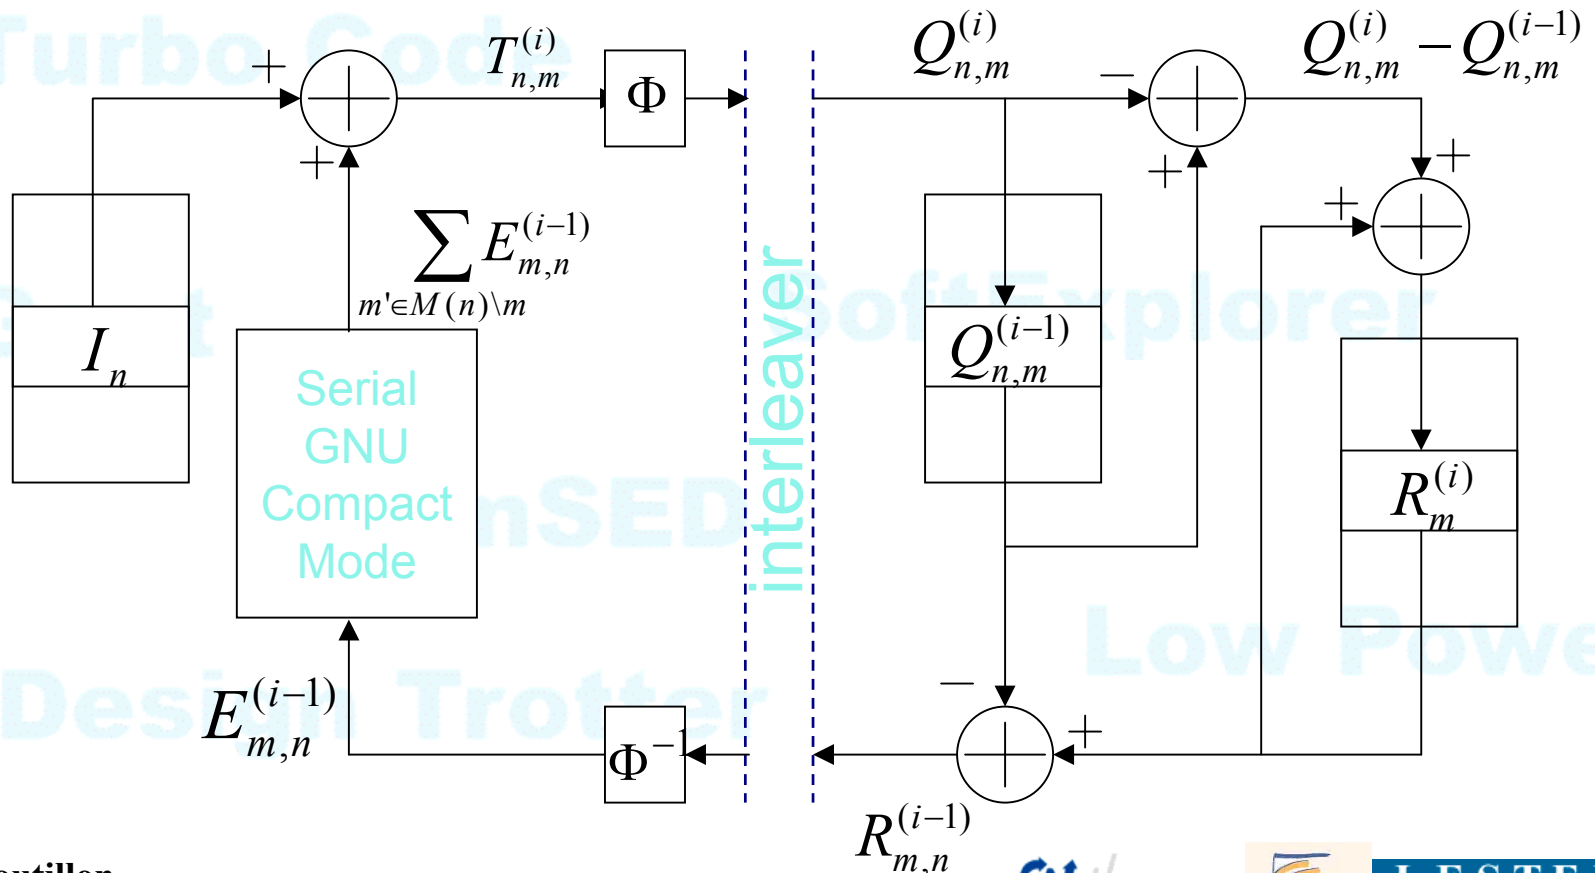 Turbo Code
T_{n,m}^{(i)}
Φ
Q_{n,m}^{(i)}
Q_{n,m}^{(i)} − Q_{n,m}^{(i−1)}
+
+
−
+
+
+
∑ E_{m,n}^{(i−1)}
m'∈M(n)\m
I_n
Serial
GNU
Compact
Mode
interleaver
SoftExplorer
Q_{n,m}^{(i−1)}
R_m^{(i)}
Low Powe
Design Trotter
E_{m,n}^{(i−1)}
Φ^{−1}
−
+
R_{m,n}^{(i−1)}
LESTE